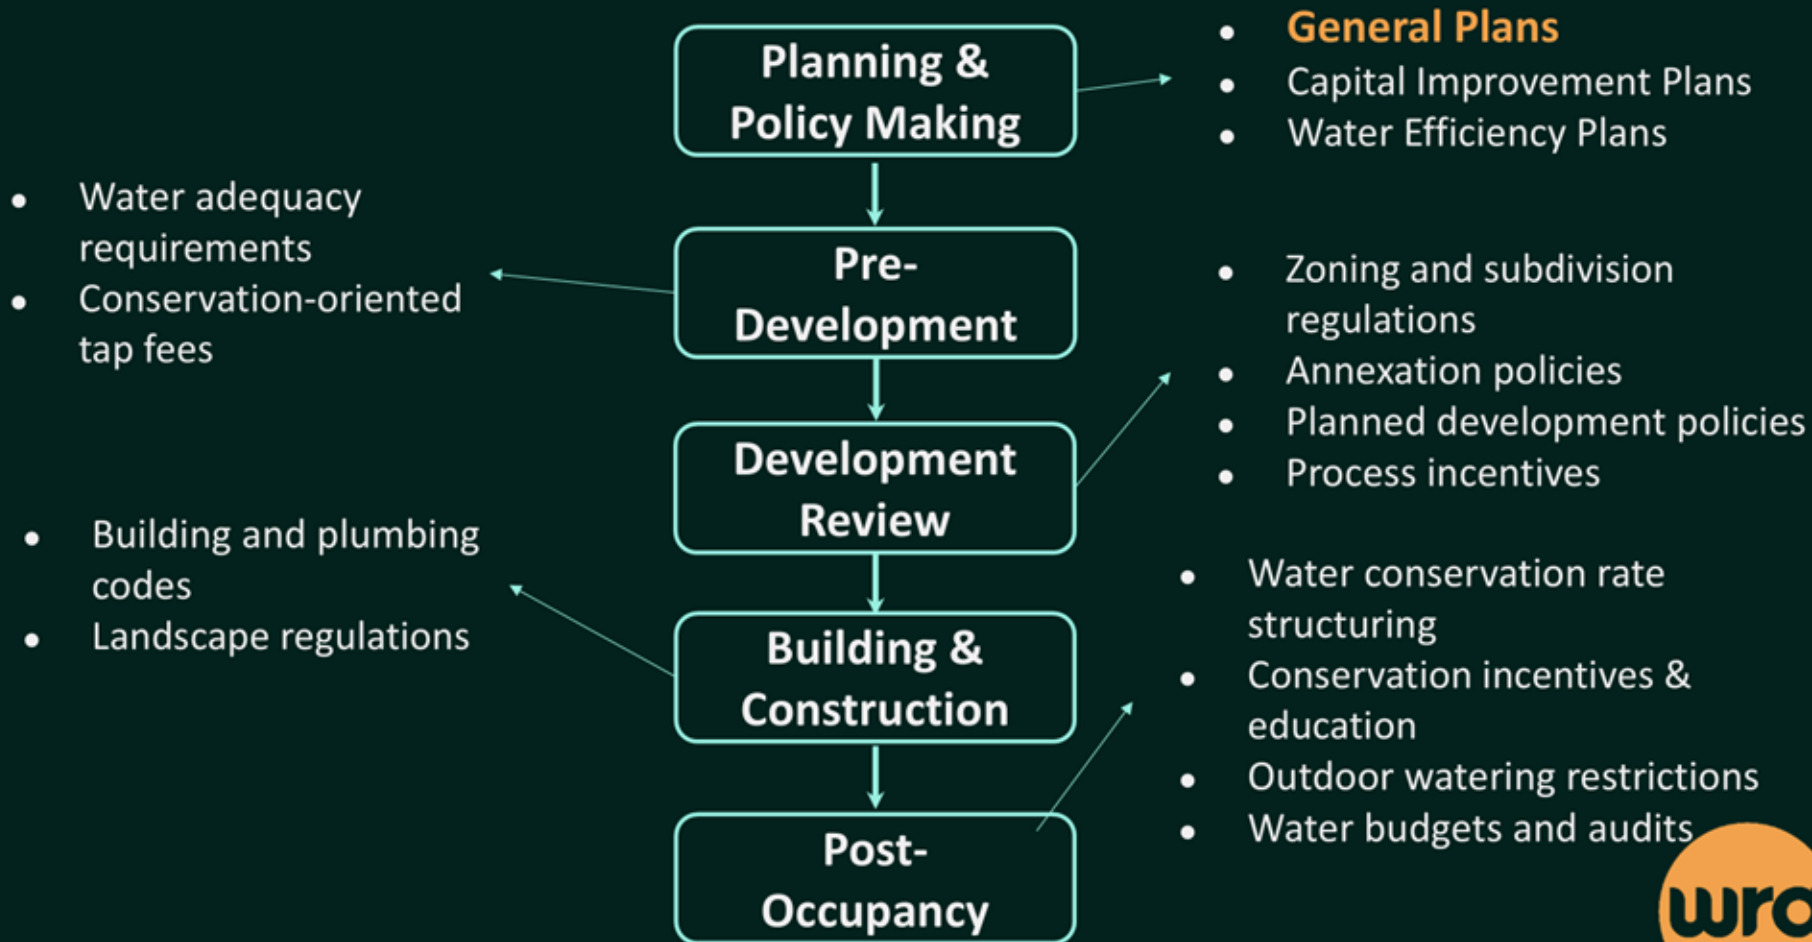 Planning &
Policy Making
• General Plans
• Capital Improvement Plans
• Water Efficiency Plans
• Water adequacy
requirements
• Conservation-oriented
tap fees
Pre-
Development
• Zoning and subdivision
regulations
• Annexation policies
• Planned development policies
• Process incentives
Development
Review
• Building and plumbing
codes
• Landscape regulations
Building &
Construction
• Water conservation rate
structuring
• Conservation incentives &
education
• Outdoor watering restrictions
• Water budgets and audits
Post-
Occupancy